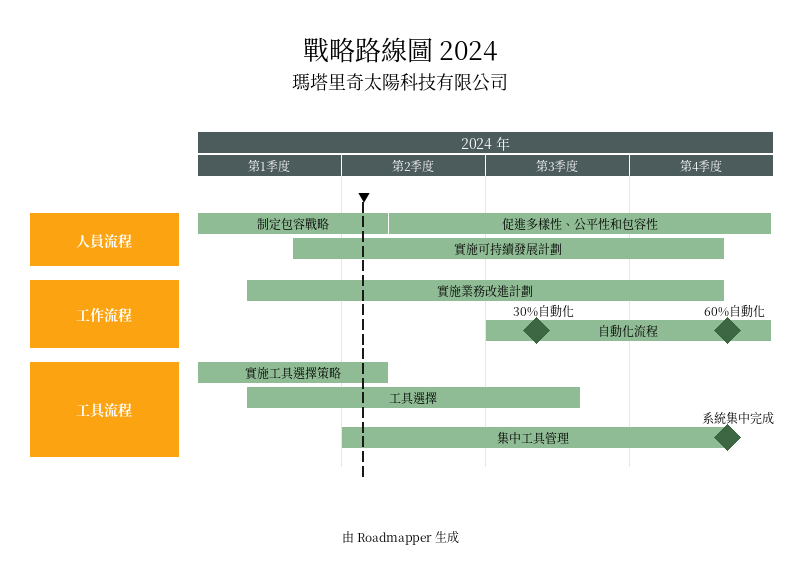 戰略路線圖 2024
瑪塔里奇太陽科技有限公司
2024 年
第1季度 第2季度 第3季度 第4季度
人員流程
制定包容戰略 促進多樣性、公平性和包容性
實施可持續發展計劃
工作流程
實施業務改進計劃
30%自動化 60%自動化
自動化流程
工具流程
實施工具選擇策略
工具選擇
系統集中完成
集中工具管理
由 Roadmapper 生成